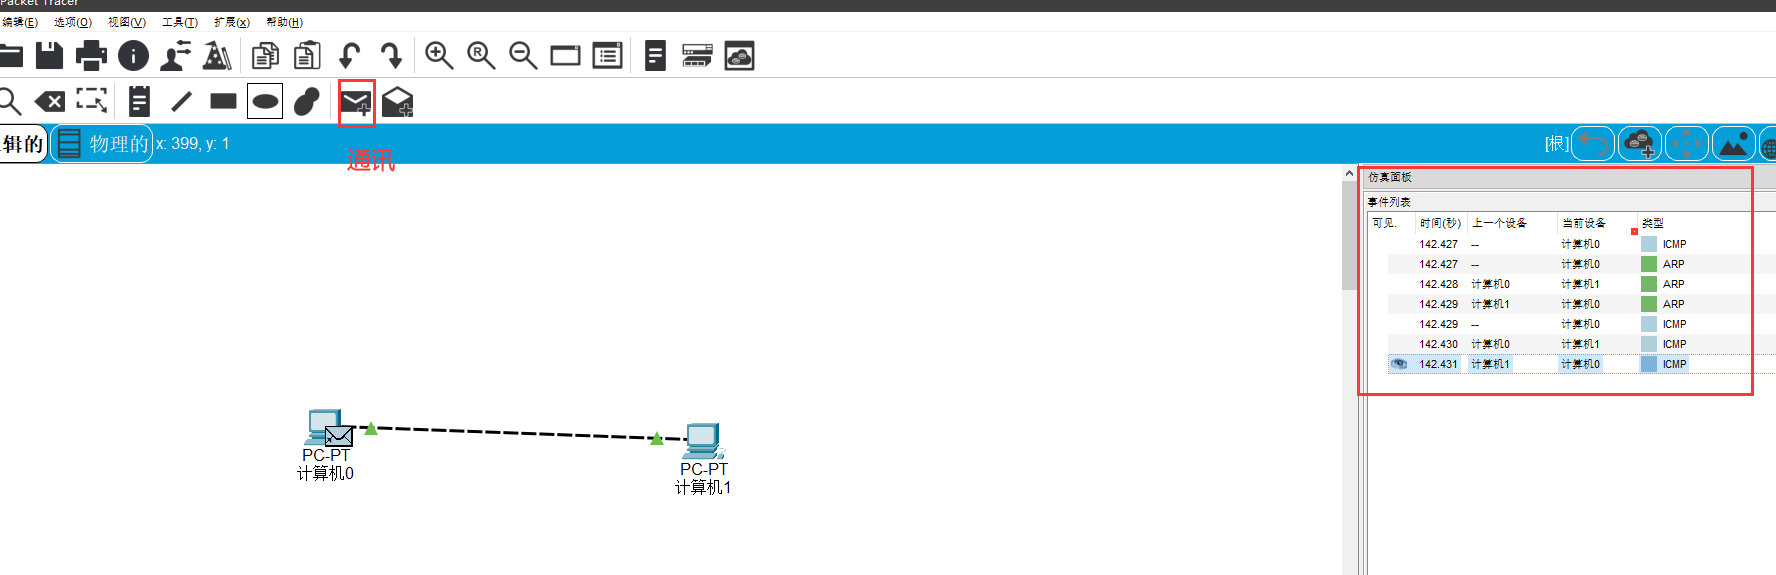 Packet Tracer
编辑(E) 选项(O) 视图(V) 工具(T) 扩展(x) 帮助(H)
辑的 物理的 x: 399, y: 1 [根]
通讯
仿真面板
事件列表
可见. 时间(秒) 上一个设备 当前设备 类型
142.427 -- 计算机0 ICMP
142.427 -- 计算机0 ARP
142.428 计算机0 计算机1 ARP
142.429 计算机1 计算机0 ARP
142.429 -- 计算机0 ICMP
142.430 计算机0 计算机1 ICMP
142.431 计算机1 计算机0 ICMP
PC-PT
计算机0
PC-PT
计算机1